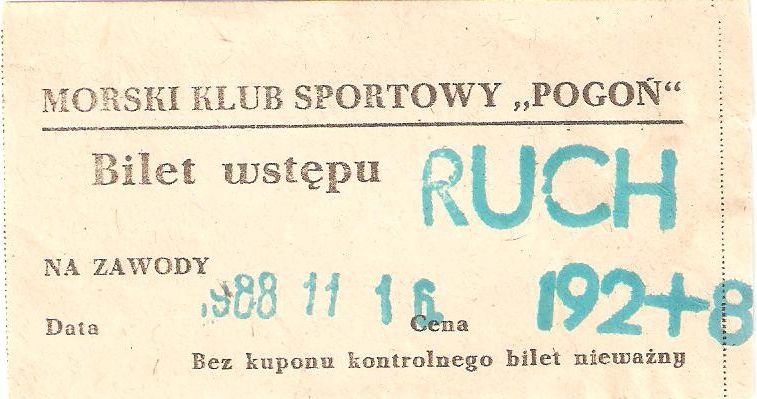 MORSKI KLUB SPORTOWY „POGOŃ“
Bilet wstępu RUCH
NA ZAWODY
1988 11 16 192+8
Data Cena
Bez kuponu kontrolnego bilet nieważny